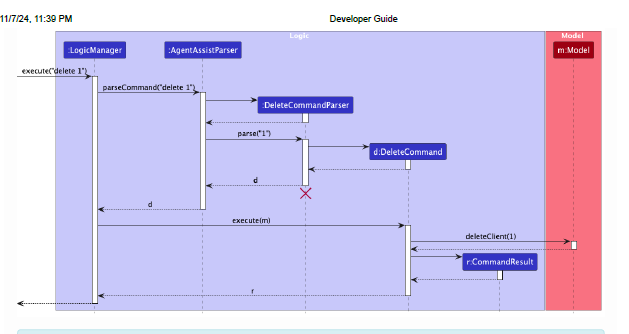 11/7/24, 11:39 PM
Developer Guide
Logic
Model
:LogicManager
:AgentAssistParser
m:Model
execute("delete 1")
parseCommand("delete 1")
:DeleteCommandParser
parse("1")
d:DeleteCommand
d
d
execute(m)
deleteClient(1)
r:CommandResult
r